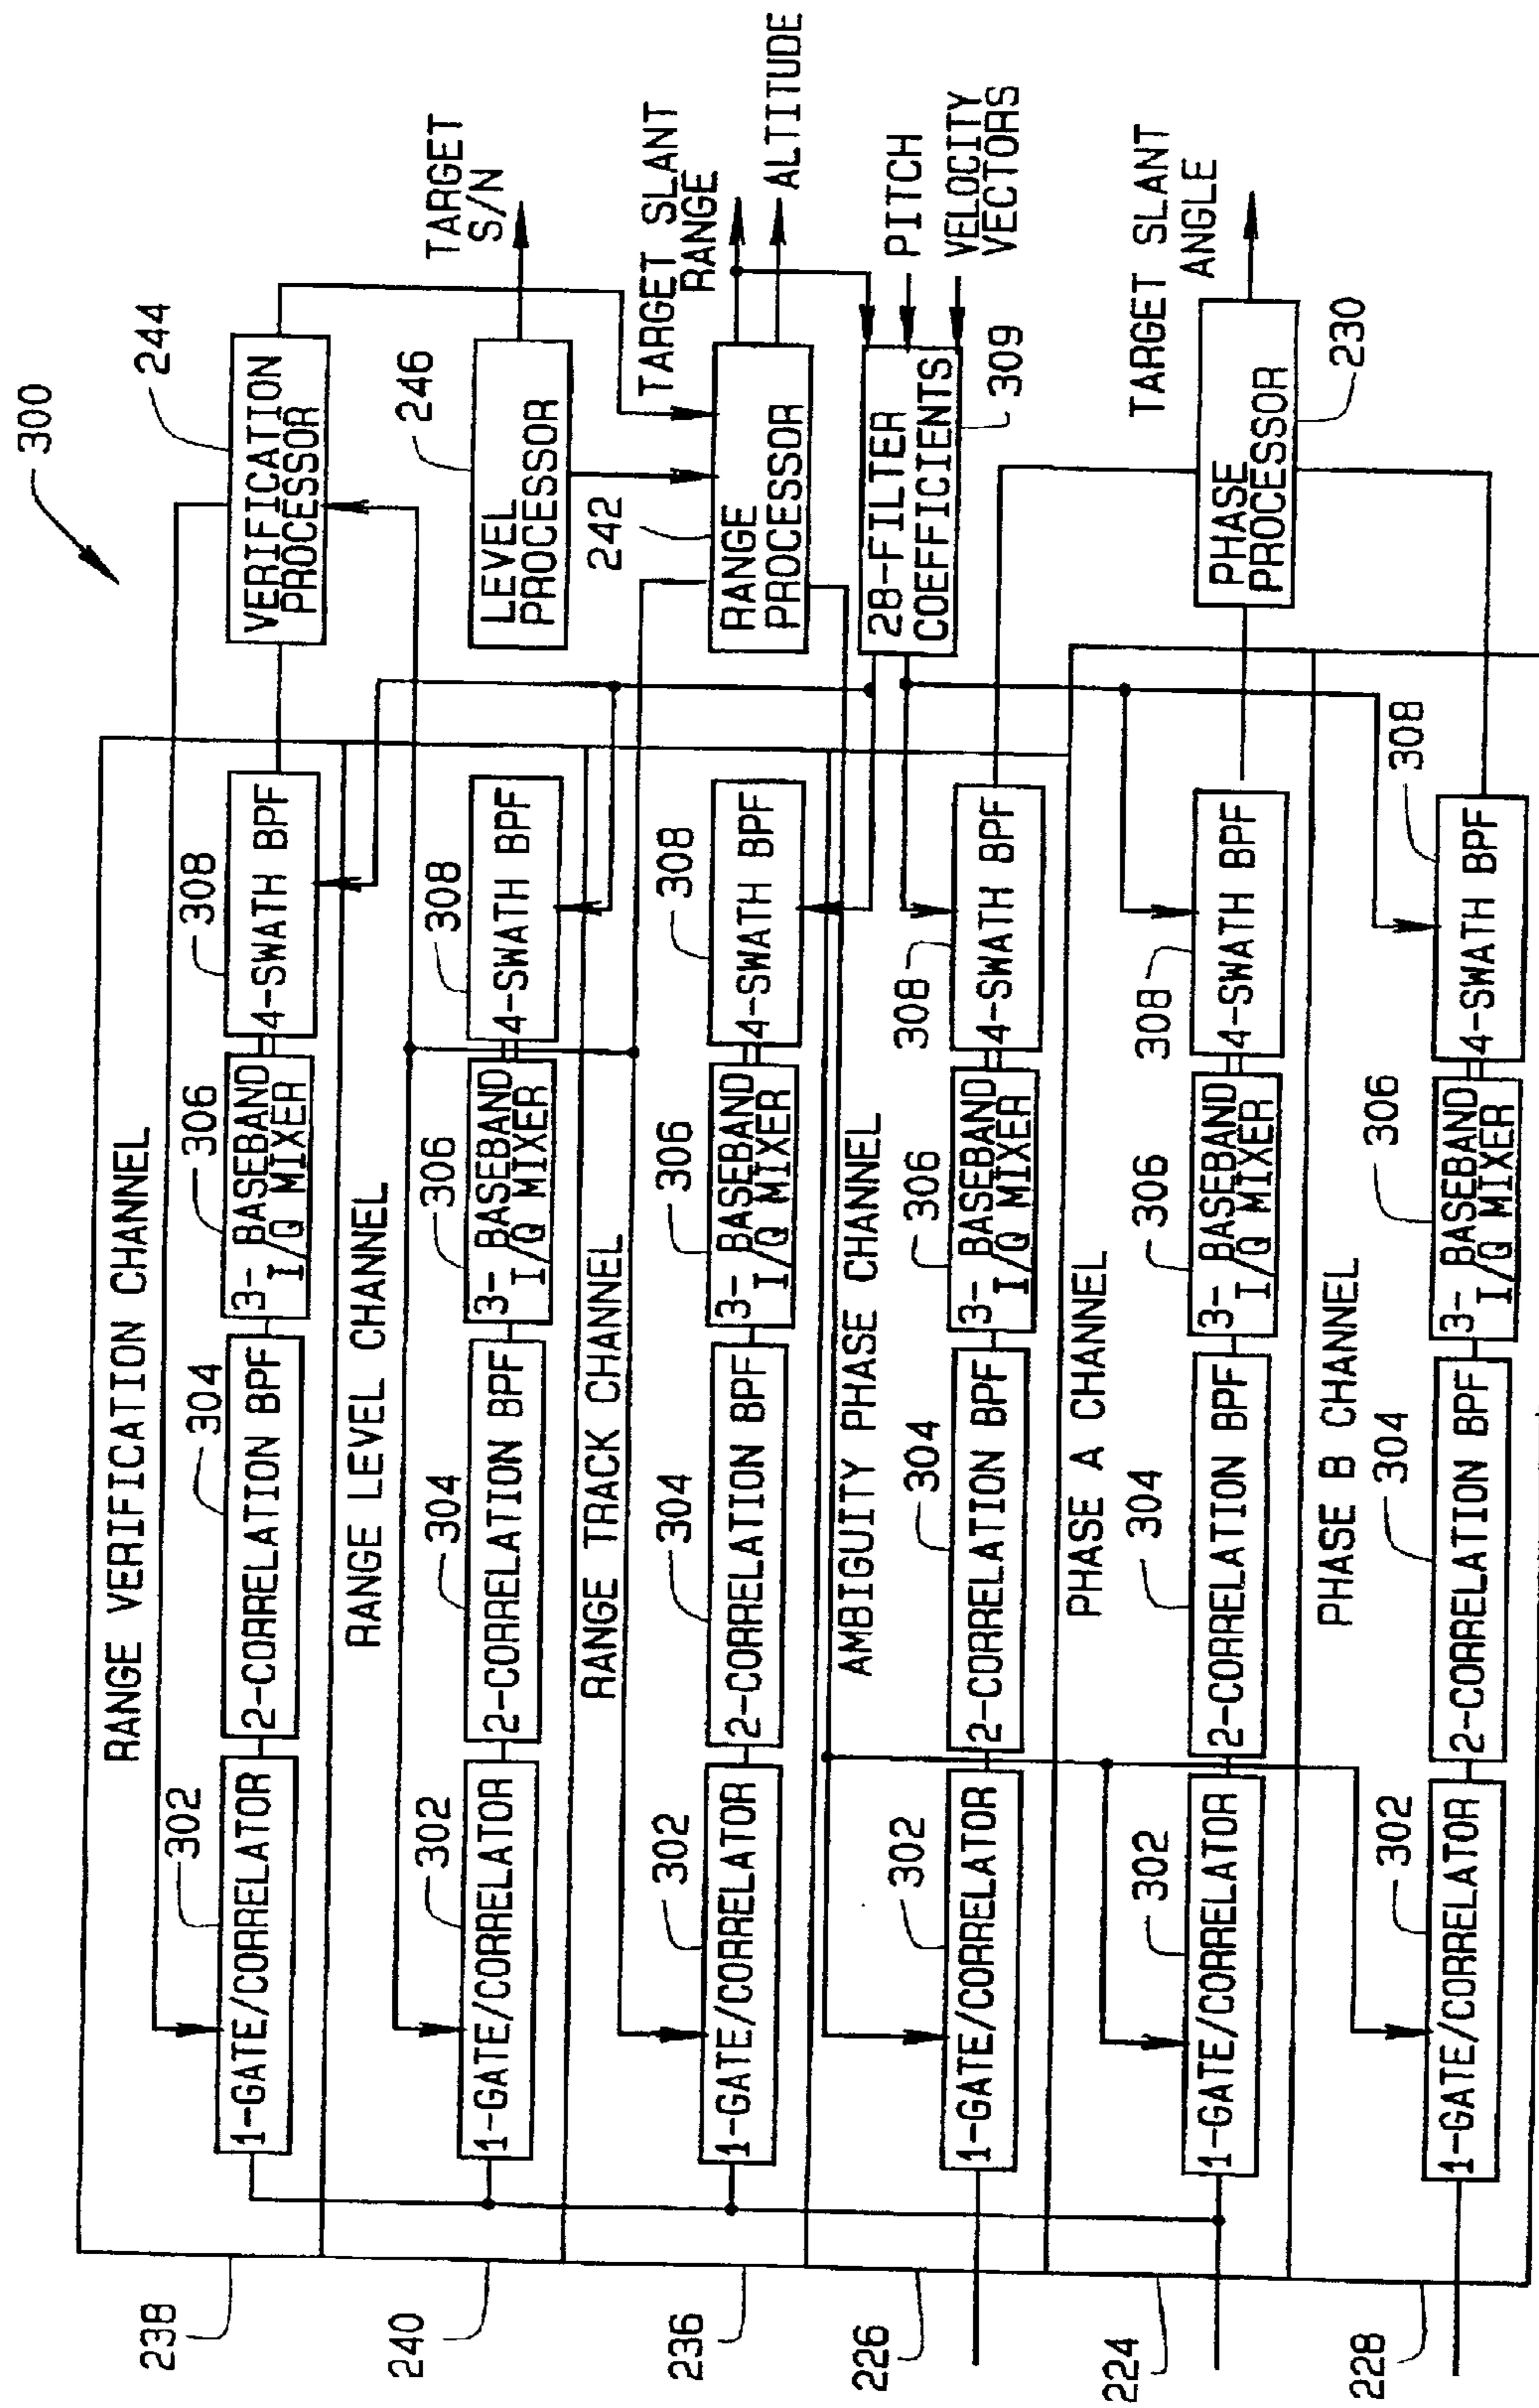 300
RANGE VERIFICATION CHANNEL
238
302
1-GATE/CORRELATOR
304
2-CORRELATION BPF
306
3- BASEBAND
I/Q MIXER
308
4-SWATH BPF
244
VERIFICATION
PROCESSOR
RANGE LEVEL CHANNEL
240
302
1-GATE/CORRELATOR
304
2-CORRELATION BPF
306
3- BASEBAND
I/Q MIXER
308
4-SWATH BPF
246
LEVEL
PROCESSOR
TARGET
S/N
RANGE TRACK CHANNEL
236
302
1-GATE/CORRELATOR
304
2-CORRELATION BPF
306
3- BASEBAND
I/Q MIXER
308
4-SWATH BPF
242
RANGE
PROCESSOR
TARGET SLANT
RANGE
ALTITUDE
AMBIGUITY PHASE CHANNEL
226
302
1-GATE/CORRELATOR
304
2-CORRELATION BPF
306
3- BASEBAND
I/Q MIXER
308
4-SWATH BPF
28-FILTER
COEFFICIENTS
309
PITCH
VELOCITY
VECTORS
PHASE A CHANNEL
224
302
1-GATE/CORRELATOR
304
2-CORRELATION BPF
306
3- BASEBAND
I/Q MIXER
308
4-SWATH BPF
PHASE
PROCESSOR
230
TARGET SLANT
ANGLE
PHASE B CHANNEL
228
302
1-GATE/CORRELATOR
304
2-CORRELATION BPF
306
3- BASEBAND
I/Q MIXER
308
4-SWATH BPF